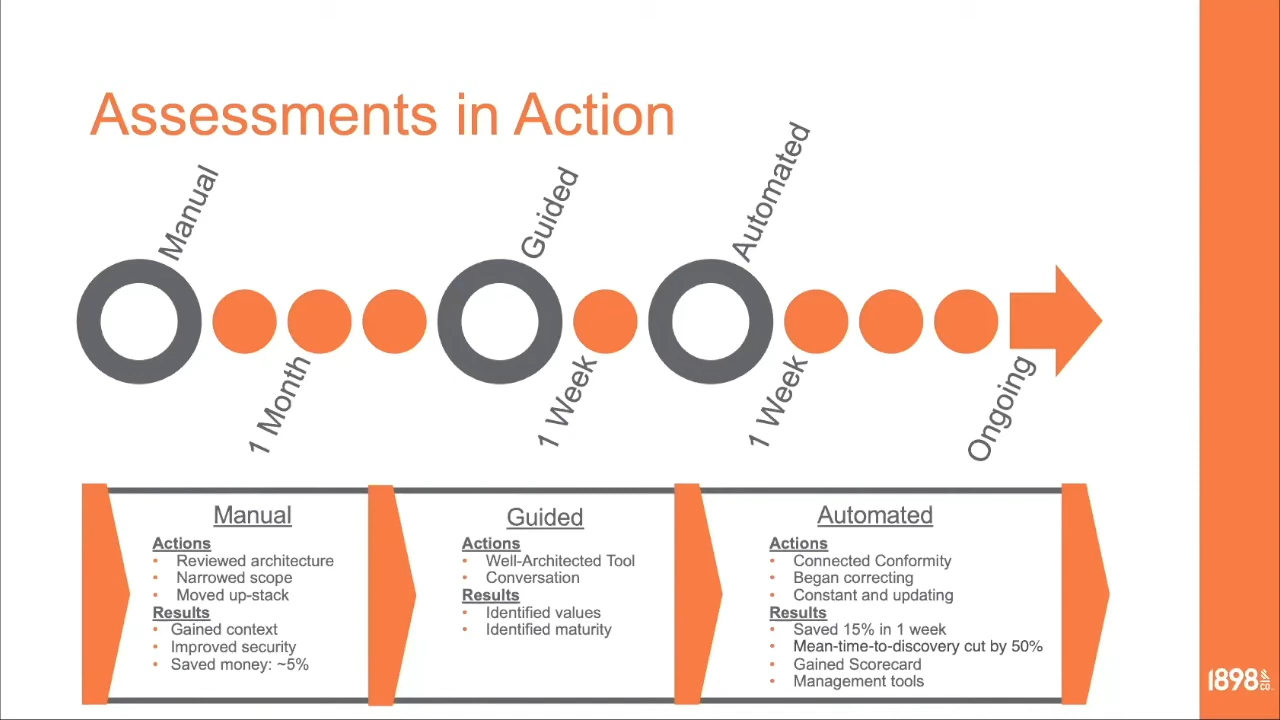 Assessments in Action
Manual
Guided
Automated
1 Month
1 Week
1 Week
Ongoing
Manual
Actions
• Reviewed architecture
• Narrowed scope
• Moved up-stack
Results
• Gained context
• Improved security
• Saved money: ~5%
Guided
Actions
• Well-Architected Tool
• Conversation
Results
• Identified values
• Identified maturity
Automated
Actions
• Connected Conformity
• Began correcting
• Constant and updating
Results
• Saved 15% in 1 week
• Mean-time-to-discovery cut by 50%
• Gained Scorecard
• Management tools
1898 & CO